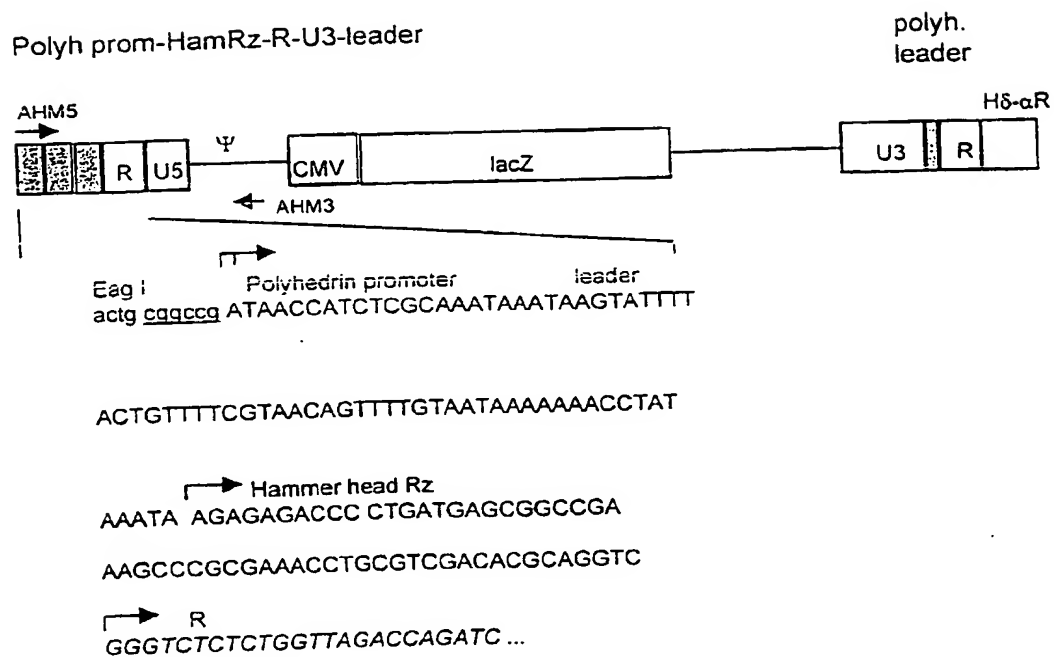 Polyh prom-HamRz-R-U3-leader
polyh.
leader
AHM5
Hδ-αR
Ψ
R U5 CMV lacZ U3 R
AHM3
Eag I Polyhedrin promoter leader
actg cggccg ATAACCATCTCGCAAATAAATAAGTATTTT
ACTGTTTTCGTAACAGTTTTGTAATAAAAAAACCTAT
Hammer head Rz
AAATA AGAGAGACCC CTGATGAGCGGCCGA
AAGCCCGCGAAACCTGCGTCGACACGCAGGTC
R
GGGTCTCTCTGGTTAGACCAGATC ...